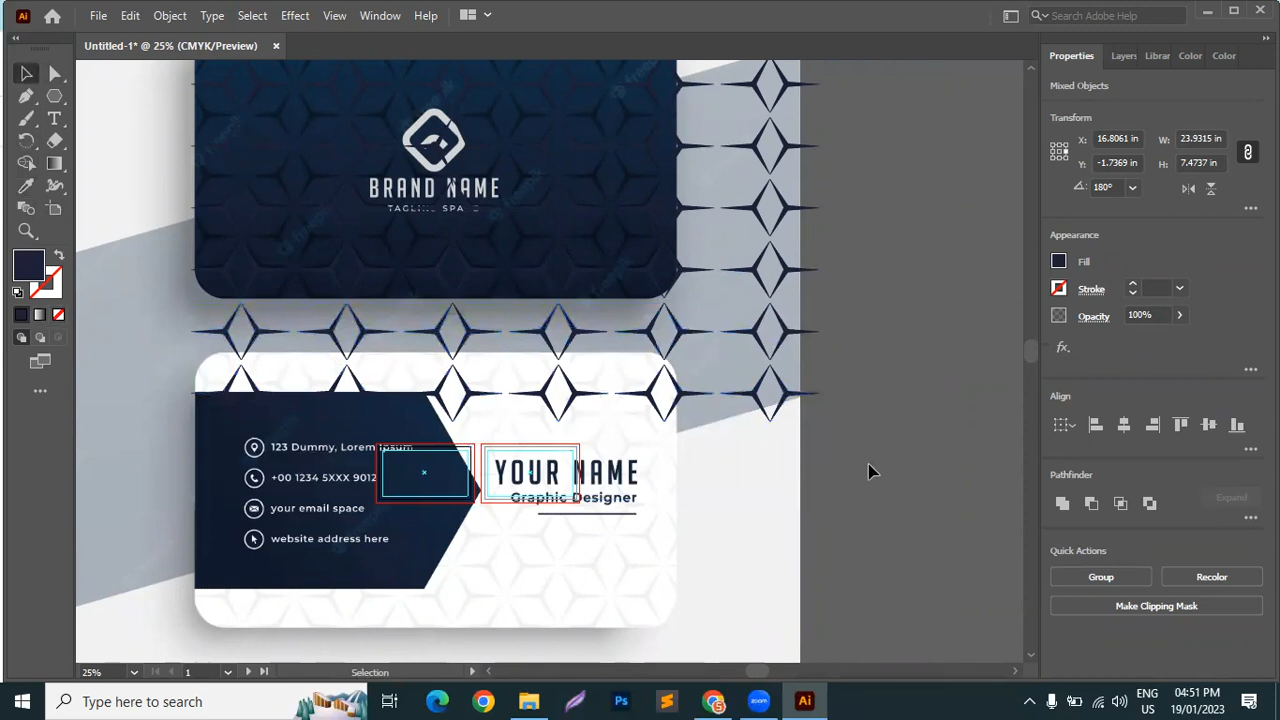 File Edit Object Type Select Effect View Window Help
Search Adobe Help
Untitled-1* @ 25% (CMYK/Preview)
Properties Layers Librar Color Color
Mixed Objects
Transform
X: 16.8061 in W: 23.9315 in
Y: -1.7369 in H: 7.4737 in
180°
Appearance
Fill
Stroke
Opacity 100%
fx.
Align
Pathfinder
Expand
Quick Actions
Group Recolor
Make Clipping Mask
BRAND NAME
TAGLINE SPACE
123 Dummy, Lorem Ipsum
+00 1234 5XXX 9012
your email space
website address here
YOUR NAME
Graphic Designer
25% 1 Selection
Type here to search
Ps
Ai
zoom
ENG
04:51 PM
19/01/2023